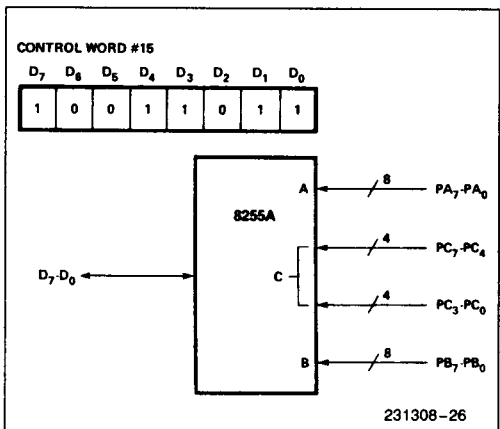 CONTROL WORD #15
D7 D6 D5 D4 D3 D2 D1 D0
1 0 0 1 1 0 1 1
8255A
A
8
PA7-PA0
4
PC7-PC4
D7-D0
C
4
PC3-PC0
B
8
PB7-PB0
231308-26